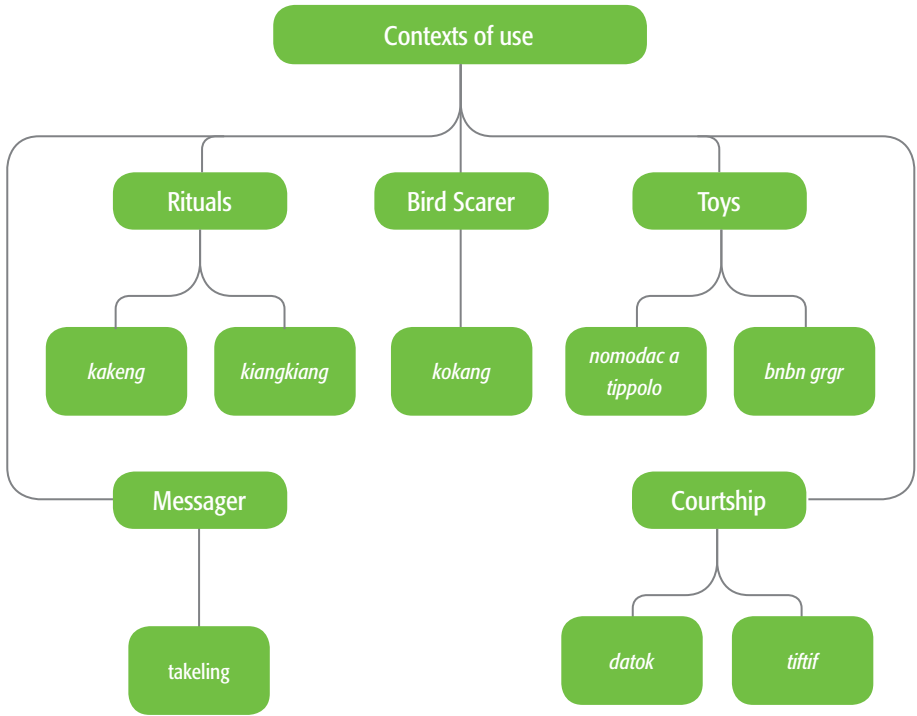 Contexts of use
Rituals
Bird Scarer
Toys
kakeng
kiangkiang
kokang
nomodac a
tippolo
bnbn grgr
Messager
Courtship
takeling
datok
tiftif